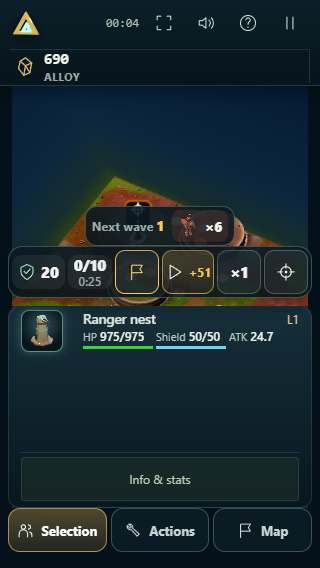 00:04
690
ALLOY
Next wave 1 ×6
20 0/10 +51 ×1
0:25
Ranger nest L1
HP 975/975 Shield 50/50 ATK 24.7
Info & stats
Selection Actions Map